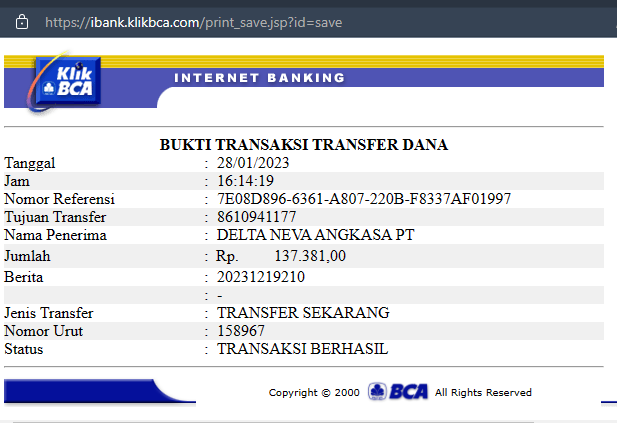 https://ibank.klikbca.com/print_save.jsp?id=save
Klik
BCA
INTERNET BANKING
BUKTI TRANSAKSI TRANSFER DANA
Tanggal : 28/01/2023
Jam : 16:14:19
Nomor Referensi : 7E08D896-6361-A807-220B-F8337AF01997
Tujuan Transfer : 8610941177
Nama Penerima : DELTA NEVA ANGKASA PT
Jumlah : Rp. 137.381,00
Berita : 20231219210
: -
Jenis Transfer : TRANSFER SEKARANG
Nomor Urut : 158967
Status : TRANSAKSI BERHASIL
Copyright © 2000 BCA All Rights Reserved